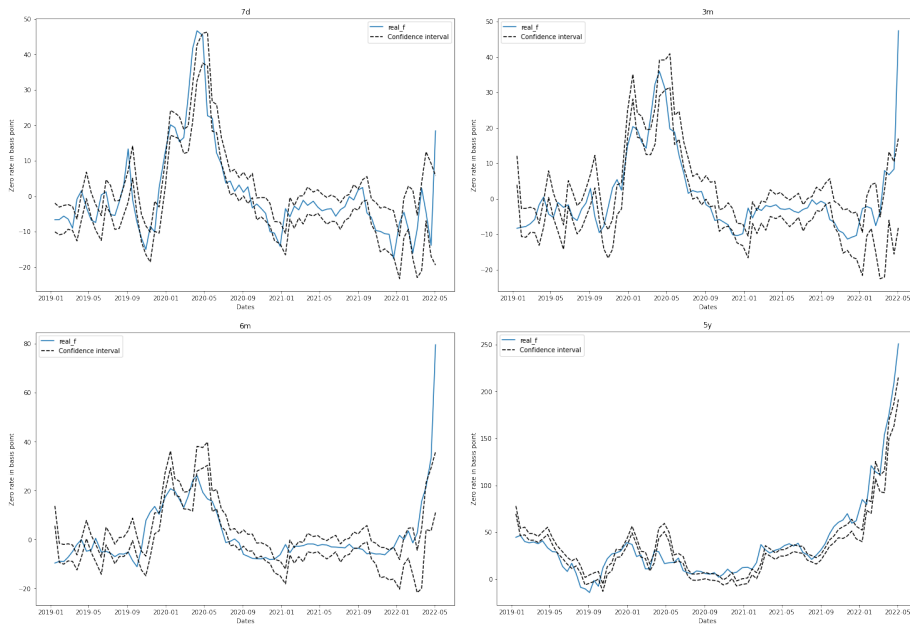 7d
50
40
30
20
10
0
−10
−20
Zero rate in basis point
real_f
Confidence interval
2019-01 2019-05 2019-09 2020-01 2020-05 2020-09 2021-01 2021-05 2021-09 2022-01 2022-05
Dates
3m
50
40
30
20
10
0
−10
−20
Zero rate in basis point
real_f
Confidence interval
2019-01 2019-05 2019-09 2020-01 2020-05 2020-09 2021-01 2021-05 2021-09 2022-01 2022-05
Dates
6m
80
60
40
20
0
−20
Zero rate in basis point
real_f
Confidence interval
2019-01 2019-05 2019-09 2020-01 2020-05 2020-09 2021-01 2021-05 2021-09 2022-01 2022-05
Dates
5y
250
200
150
100
50
0
Zero rate in basis point
real_f
Confidence interval
2019-01 2019-05 2019-09 2020-01 2020-05 2020-09 2021-01 2021-05 2021-09 2022-01 2022-05
Dates